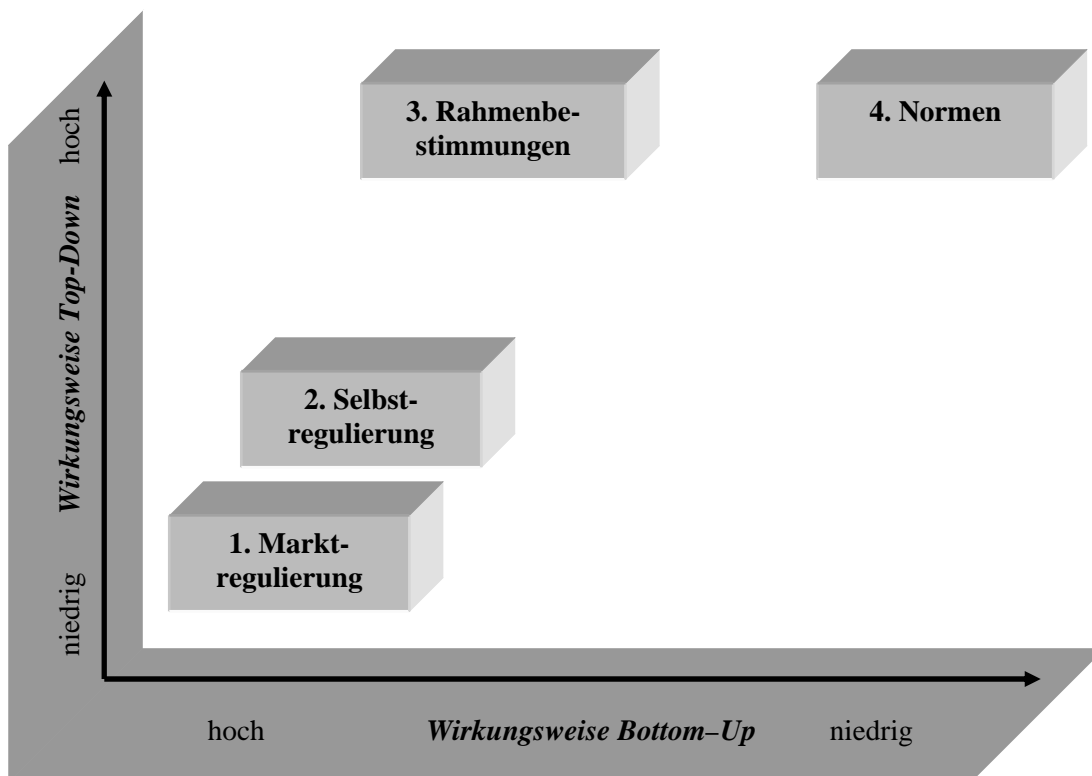 3. Rahmenbe-
stimmungen
4. Normen
hoch
Wirkungsweise Top-Down
niedrig
2. Selbst-
regulierung
1. Markt-
regulierung
hoch
Wirkungsweise Bottom–Up
niedrig